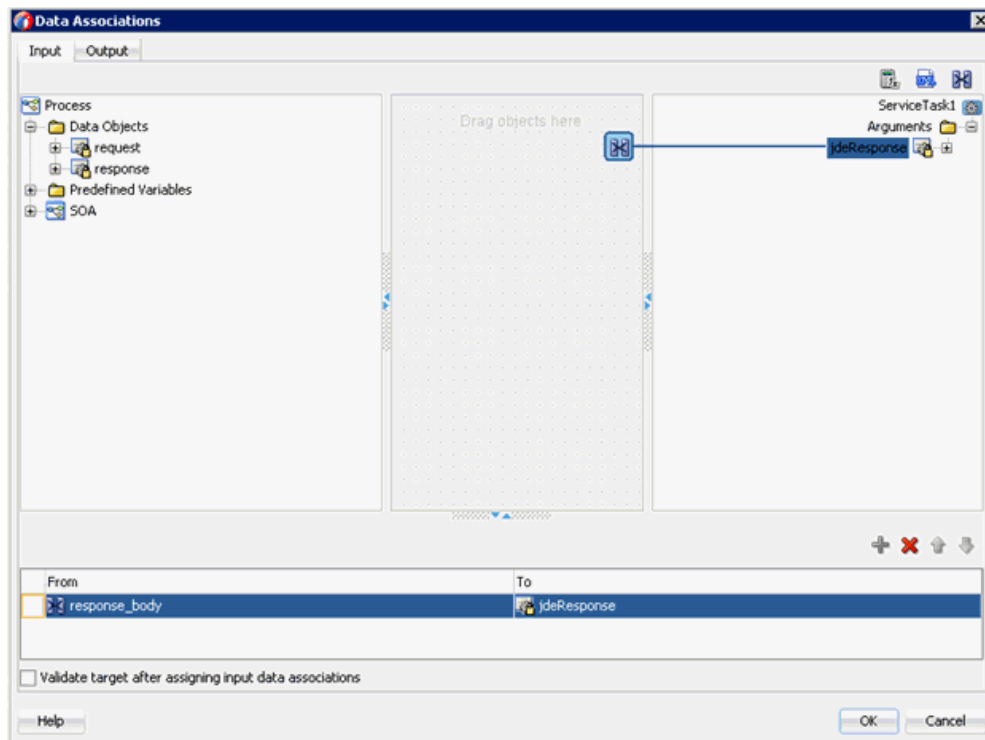 Data Associations
Input Output
Process
Data Objects
request
response
Predefined Variables
SOA
Drag objects here
ServiceTask1
Arguments
jdeResponse
From To
response_body jdeResponse
Validate target after assigning input data associations
Help OK Cancel